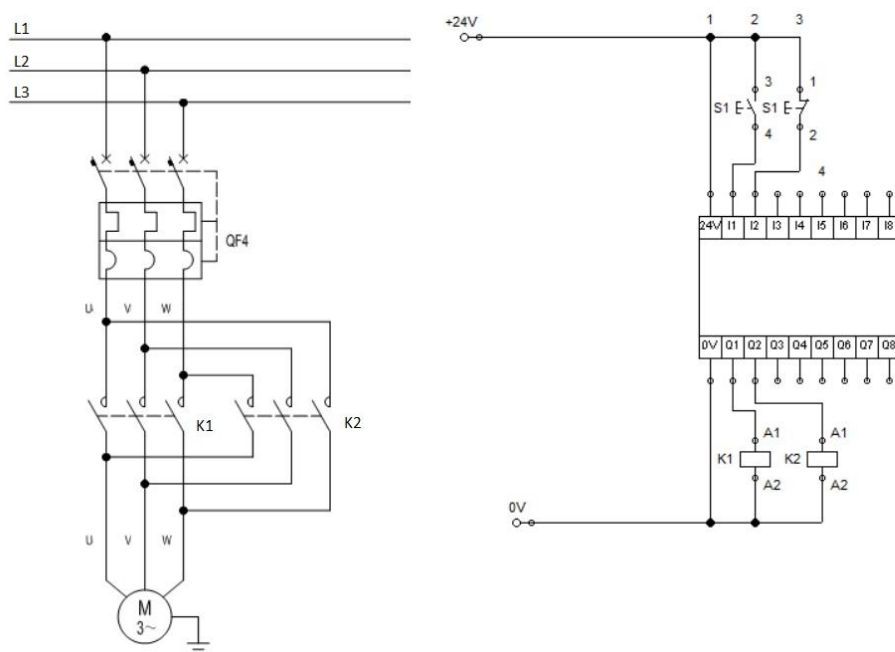 L1
L2
L3
QF4
U V W
K1 K2
U V W
M
3~
+24V 1 2 3
3 1
S1 S1
4 2
4
24V I1 I2 I3 I4 I5 I6 I7 I8
0V Q1 Q2 Q3 Q4 Q5 Q6 Q7 Q8
A1 A1
K1 K2
A2 A2
0V